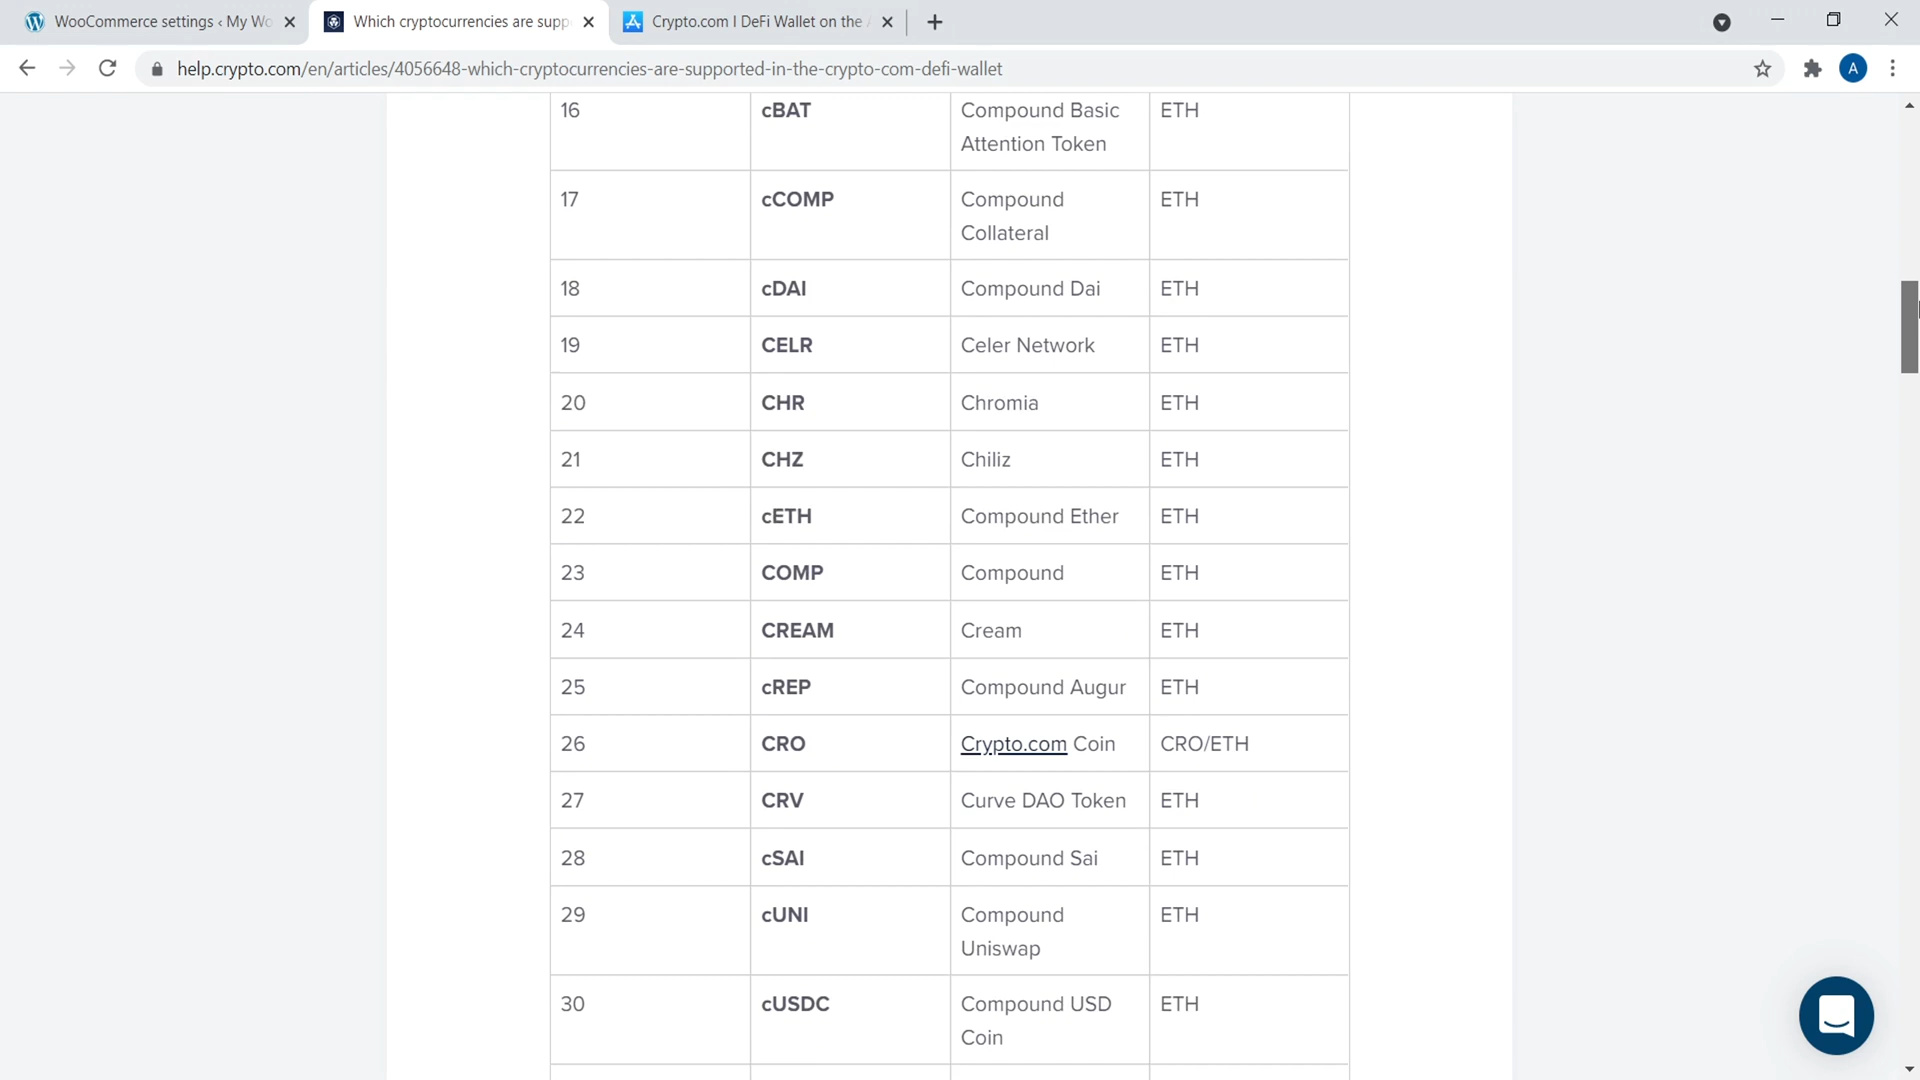 WooCommerce settings ‹ My Wo
Which cryptocurrencies are supp
Crypto.com l DeFi Wallet on the
help.crypto.com/en/articles/4056648-which-cryptocurrencies-are-supported-in-the-crypto-com-defi-wallet
A
16 cBAT Compound Basic ETH
Attention Token
17 cCOMP Compound ETH
Collateral
18 cDAI Compound Dai ETH
19 CELR Celer Network ETH
20 CHR Chromia ETH
21 CHZ Chiliz ETH
22 cETH Compound Ether ETH
23 COMP Compound ETH
24 CREAM Cream ETH
25 cREP Compound Augur ETH
26 CRO Crypto.com Coin CRO/ETH
27 CRV Curve DAO Token ETH
28 cSAI Compound Sai ETH
29 cUNI Compound ETH
Uniswap
30 cUSDC Compound USD ETH
Coin